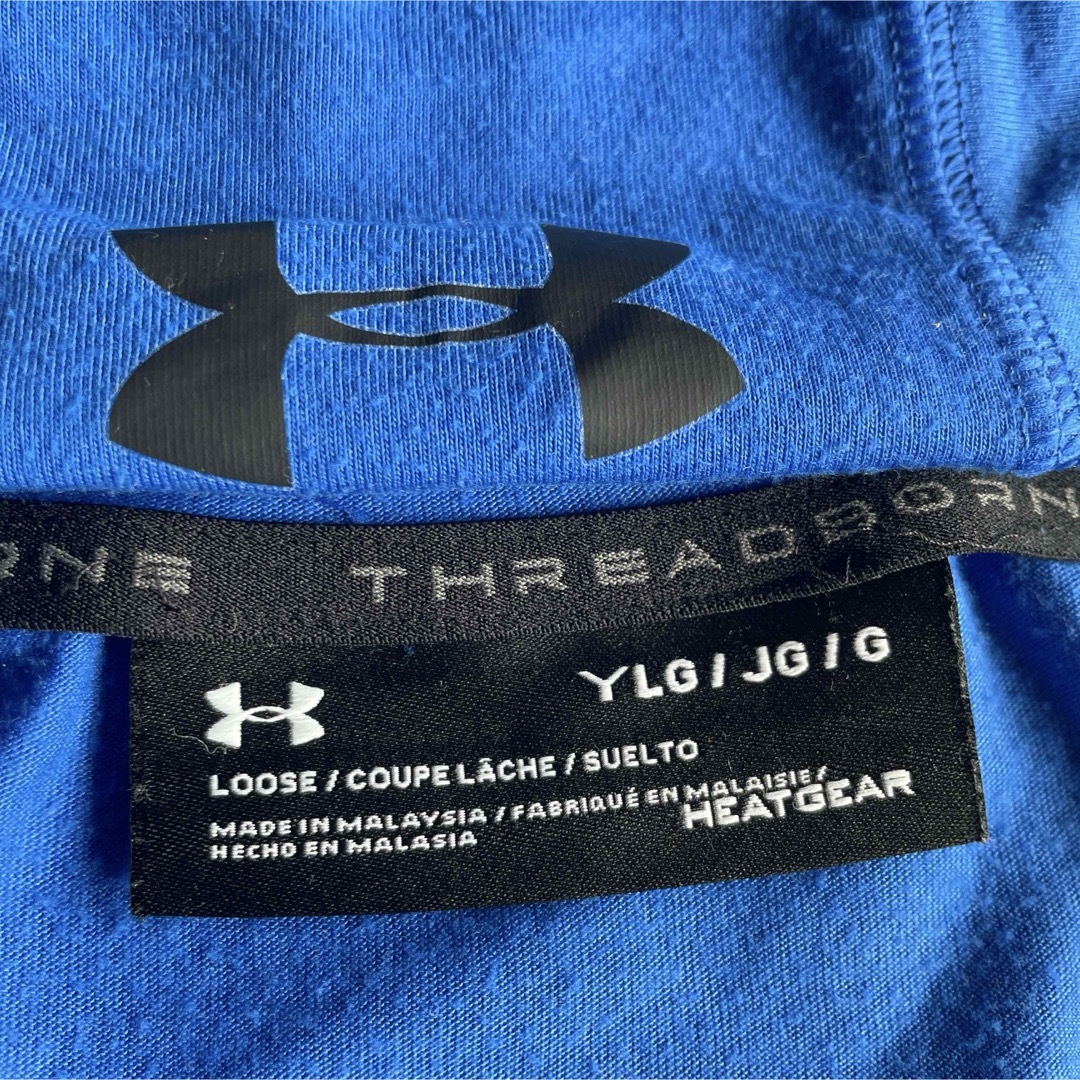 THREADBORNE
YLG / JG / G
LOOSE / COUPE LÂCHE / SUELTO
MADE IN MALAYSIA / FABRIQUÉ EN MALAISIE /
HECHO EN MALASIA
HEATGEAR